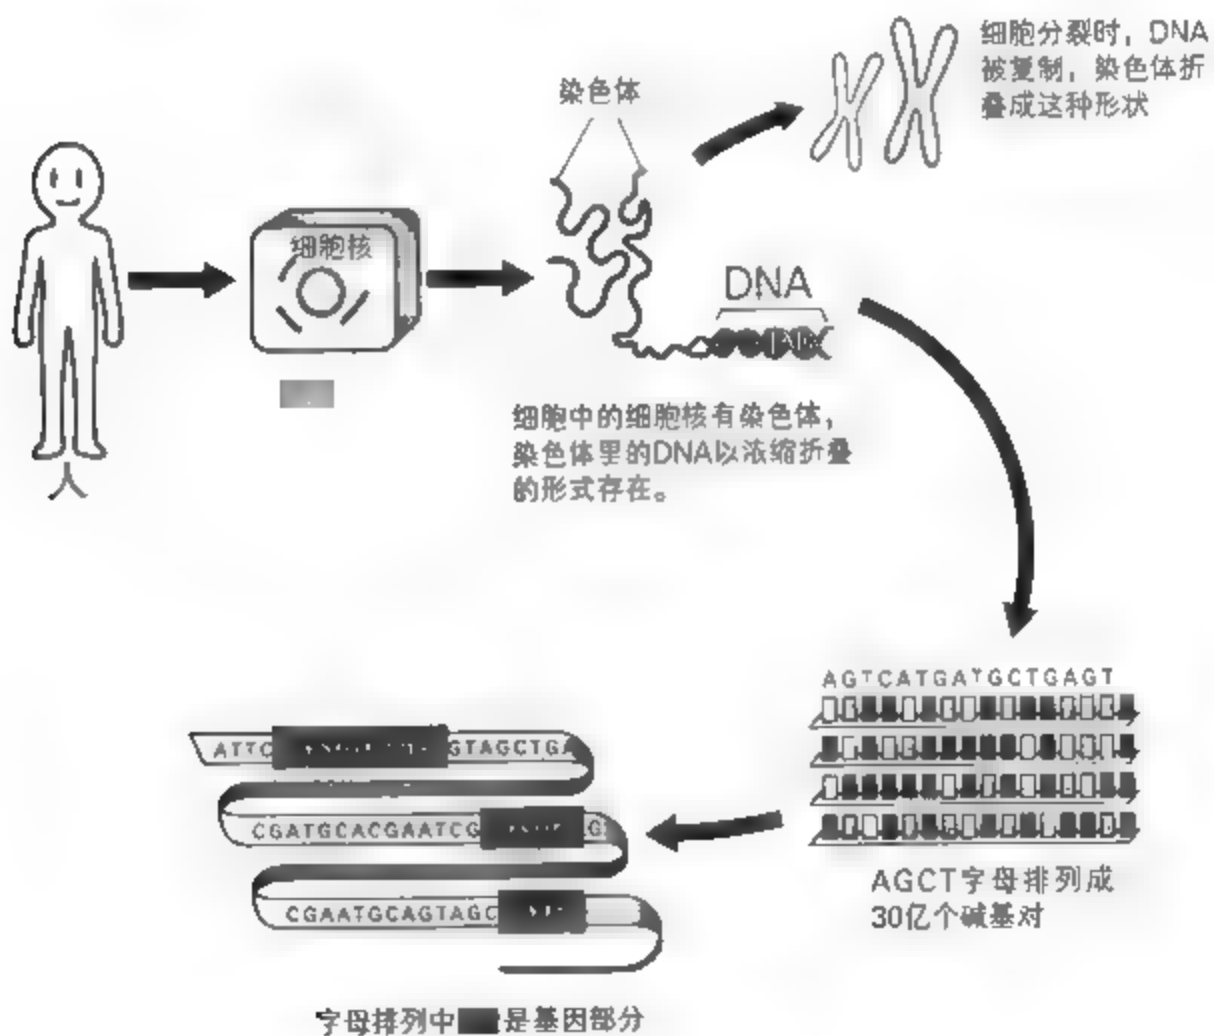 细胞分裂时，DNA
被复制，染色体折
叠成这种形状
染色体
细胞核
DNA
人
细胞中的细胞核有染色体，
染色体里的DNA以浓缩折叠
的形式存在。
AGTCATGATGCTGAGT
ATTC GTAGCTGA
CGATGCACGAATCG G
CGAATGCAGTAGC
AGCT字母排列成
30亿个碱基对
字母排列中 是基因部分